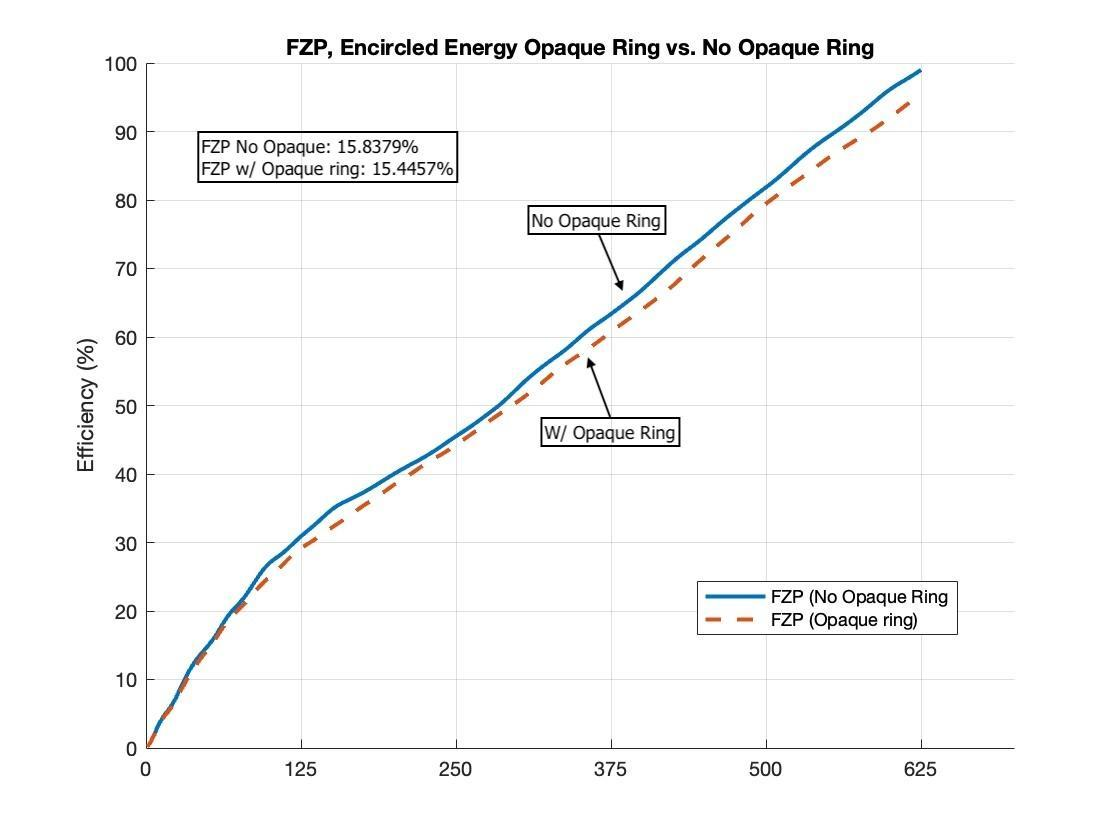 FZP, Encircled Energy Opaque Ring vs. No Opaque Ring
100
90
80
70
60
50
40
30
20
10
0
Efficiency (%)
FZP No Opaque: 15.8379%
FZP w/ Opaque ring: 15.4457%
No Opaque Ring
W/ Opaque Ring
FZP (No Opaque Ring
FZP (Opaque ring)
0 125 250 375 500 625